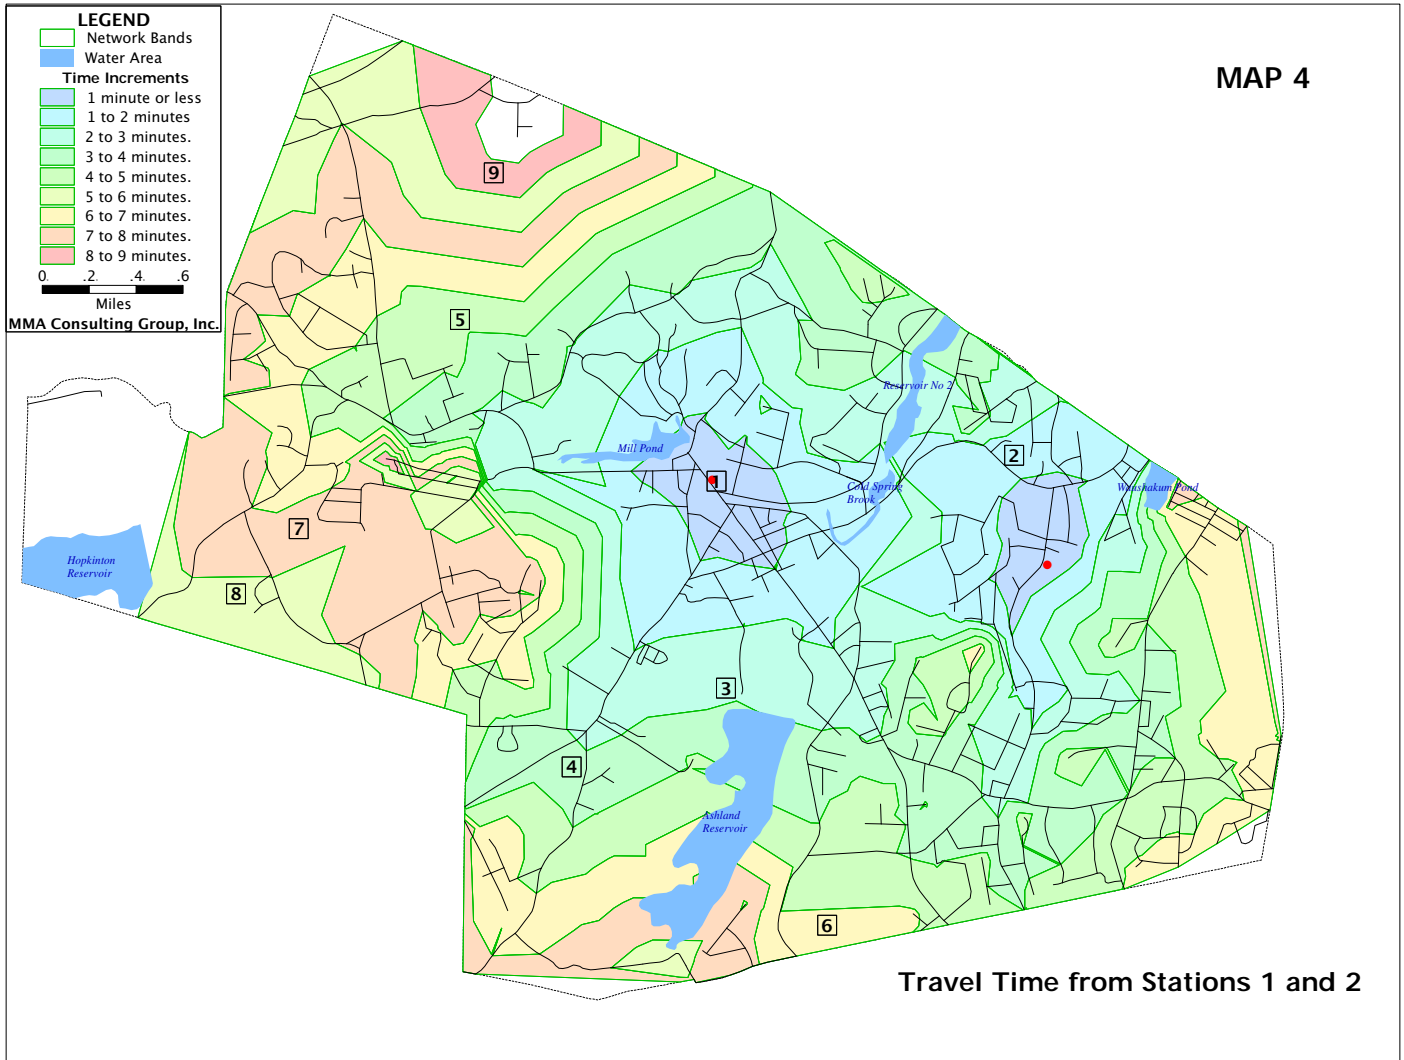 LEGEND
Network Bands
Water Area
Time Increments
1 minute or less
1 to 2 minutes
2 to 3 minutes.
3 to 4 minutes.
4 to 5 minutes.
5 to 6 minutes.
6 to 7 minutes.
7 to 8 minutes.
8 to 9 minutes.
0. .2 .4 .6
Miles
MMA Consulting Group, Inc.
MAP 4
9
5
Reservoir No 2
Mill Pond
2
1
Cold Spring
Brook
Waushakum Pond
7
Hopkinton
Reservoir
8
3
4
Ashland
Reservoir
6
Travel Time from Stations 1 and 2